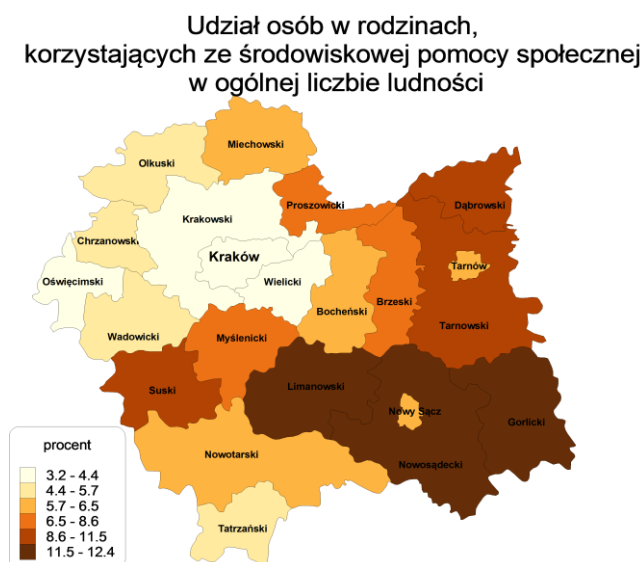 Udział osób w rodzinach,
korzystających ze środowiskowej pomocy społecznej
w ogólnej liczbie ludności
Miechowski
Olkuski
Proszowicki
Dąbrowski
Krakowski
Chrzanowski
Kraków
Tarnów
Oświęcimski
Wielicki
Bocheński
Brzeski
Tarnowski
Wadowicki
Myślenicki
Suski
Limanowski
Nowy Sącz
Gorlicki
Nowotarski
Nowosądecki
Tatrzański
procent
3.2 - 4.4
4.4 - 5.7
5.7 - 6.5
6.5 - 8.6
8.6 - 11.5
11.5 - 12.4